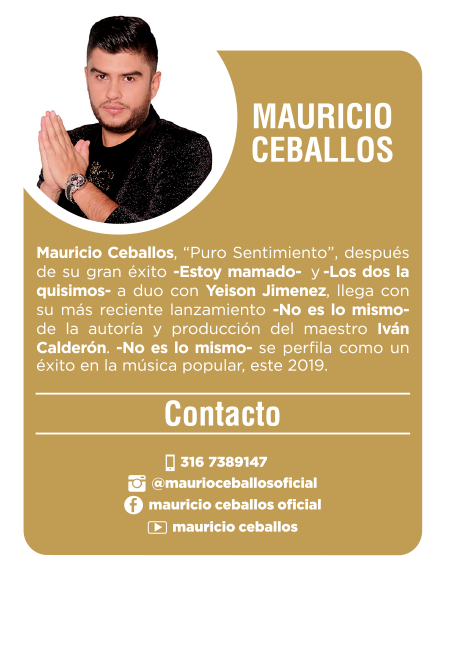 MAURICIO
CEBALLOS
Mauricio Ceballos, “Puro Sentimiento”, después
de su gran éxito -Estoy mamado- y -Los dos la
quisimos- a duo con Yeison Jimenez, llega con
su más reciente lanzamiento -No es lo mismo-
de la autoría y producción del maestro Iván
Calderón. -No es lo mismo- se perfila como un
éxito en la música popular, este 2019.
Contacto
316 7389147
@maurioceballosoficial
mauricio ceballos oficial
mauricio ceballos